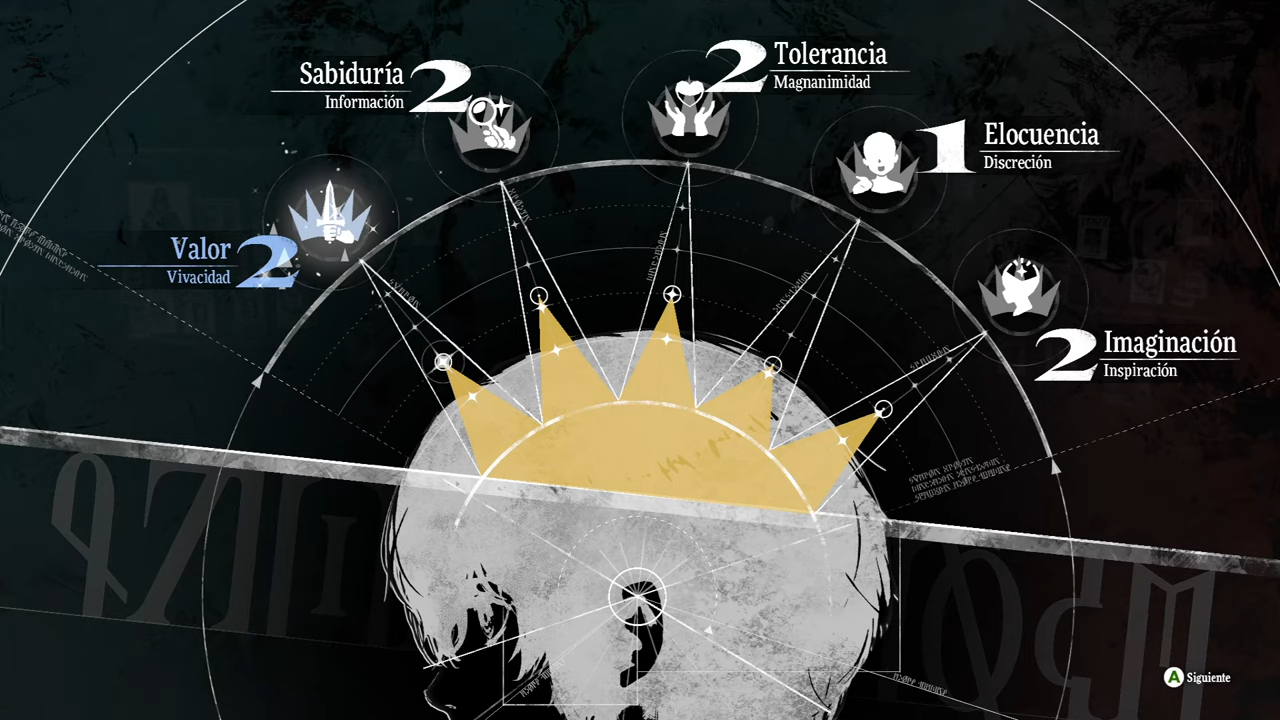 Sabiduría
Información
2
2
Tolerancia
Magnanimidad
1
Elocuencia
Discreción
Valor
Vivacidad
2
2
Imaginación
Inspiración
A Siguiente